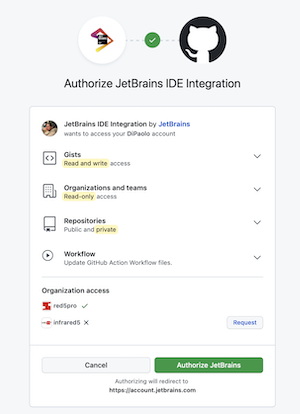 Authorize JetBrains IDE Integration
JetBrains IDE Integration by JetBrains
wants to access your DiPaolo account
Gists
Read and write access
Organizations and teams
Read-only access
Repositories
Public and private
Workflow
Update GitHub Action Workflow files.
Organization access
red5pro
infrared5
Request
Cancel
Authorize JetBrains
Authorizing will redirect to
https://account.jetbrains.com